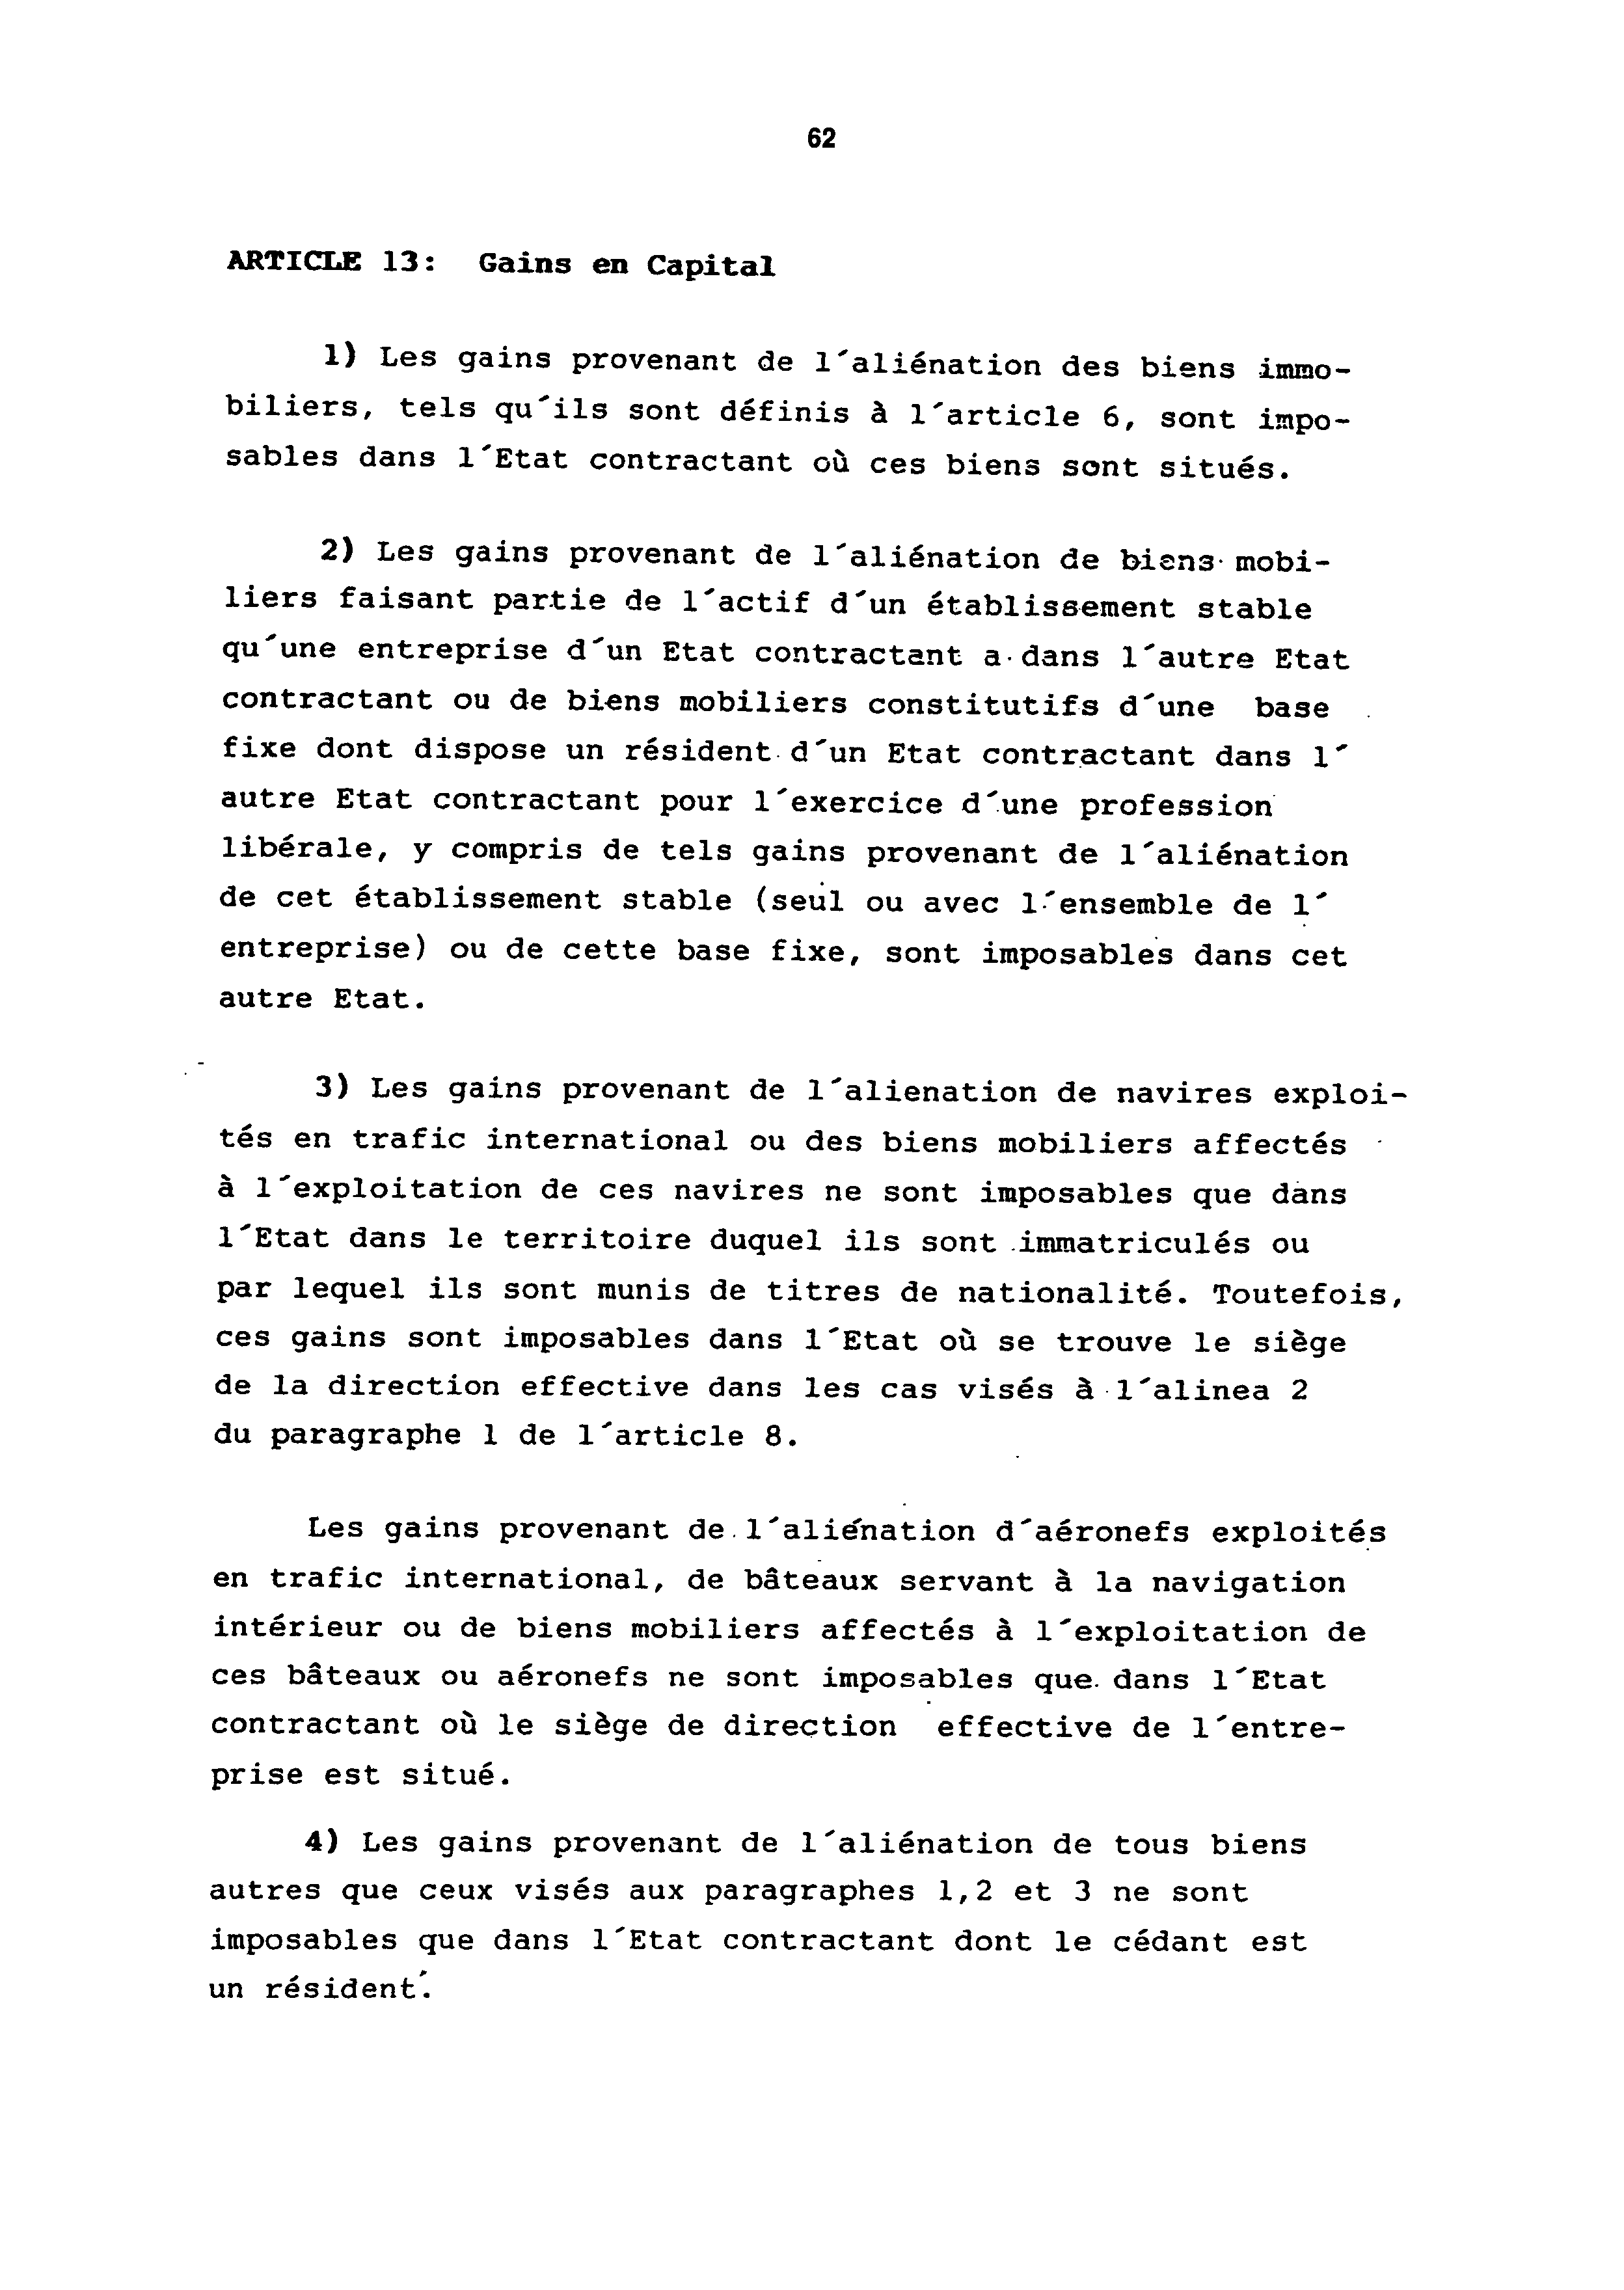 62
ARTICLE 13: Gains en Capital
1) Les gains provenant de l'aliénation des biens immo-
biliers, tels qu'ils sont définis à l'article 6, sont impo-
sables dans l'Etat contractant où ces biens sont situés.
2) Les gains provenant de l'aliénation de biens mobi-
liers faisant partie de l'actif d'un établissement stable
qu'une entreprise d'un Etat contractant a dans l'autre Etat
contractant ou de biens mobiliers constitutifs d'une base
fixe dont dispose un résident d'un Etat contractant dans l'
autre Etat contractant pour l'exercice d'une profession
libérale, y compris de tels gains provenant de l'aliénation
de cet établissement stable (seul ou avec l'ensemble de l'
entreprise) ou de cette base fixe, sont imposables dans cet
autre Etat.
3) Les gains provenant de l'alienation de navires exploi-
tés en trafic international ou des biens mobiliers affectés
à l'exploitation de ces navires ne sont imposables que dans
l'Etat dans le territoire duquel ils sont immatriculés ou
par lequel ils sont munis de titres de nationalité. Toutefois,
ces gains sont imposables dans l'Etat où se trouve le siège
de la direction effective dans les cas visés à l'alinea 2
du paragraphe 1 de l'article 8.
Les gains provenant de l'aliénation d'aéronefs exploités
en trafic international, de bâteaux servant à la navigation
intérieur ou de biens mobiliers affectés à l'exploitation de
ces bâteaux ou aéronefs ne sont imposables que dans l'Etat
contractant où le siège de direction effective de l'entre-
prise est situé.
4) Les gains provenant de l'aliénation de tous biens
autres que ceux visés aux paragraphes 1,2 et 3 ne sont
imposables que dans l'Etat contractant dont le cédant est
un résident.